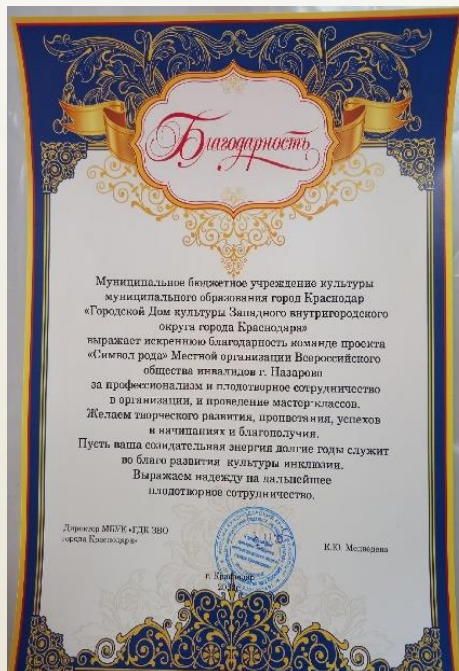 Благодарность
Муниципальное бюджетное учреждение культуры
муниципального образования город Краснодар
«Городской Дом культуры Западного внутригородского
округа города Краснодара»
выражает искреннюю благодарность команде проекта
«Символ рода» Местной организации Всероссийского
общества инвалидов г. Назарово
за профессионализм и плодотворное сотрудничество
в организации, и проведение мастер-классов.
Желаем творческого развития, процветания, успехов
в начинаниях и благополучия.
Пусть ваша созидательная энергия долгие годы служит
во благо развития культуры инклюзии.
Выражаем надежду на дальнейшее
плодотворное сотрудничество.
Директор МБУК «ГДК ЗВО
города Краснодара»
К.Ю. Медведева
г. Краснодар